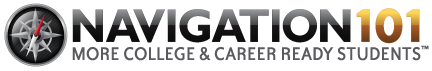 NAVIGATION101
MORE COLLEGE & CAREER READY STUDENTS™